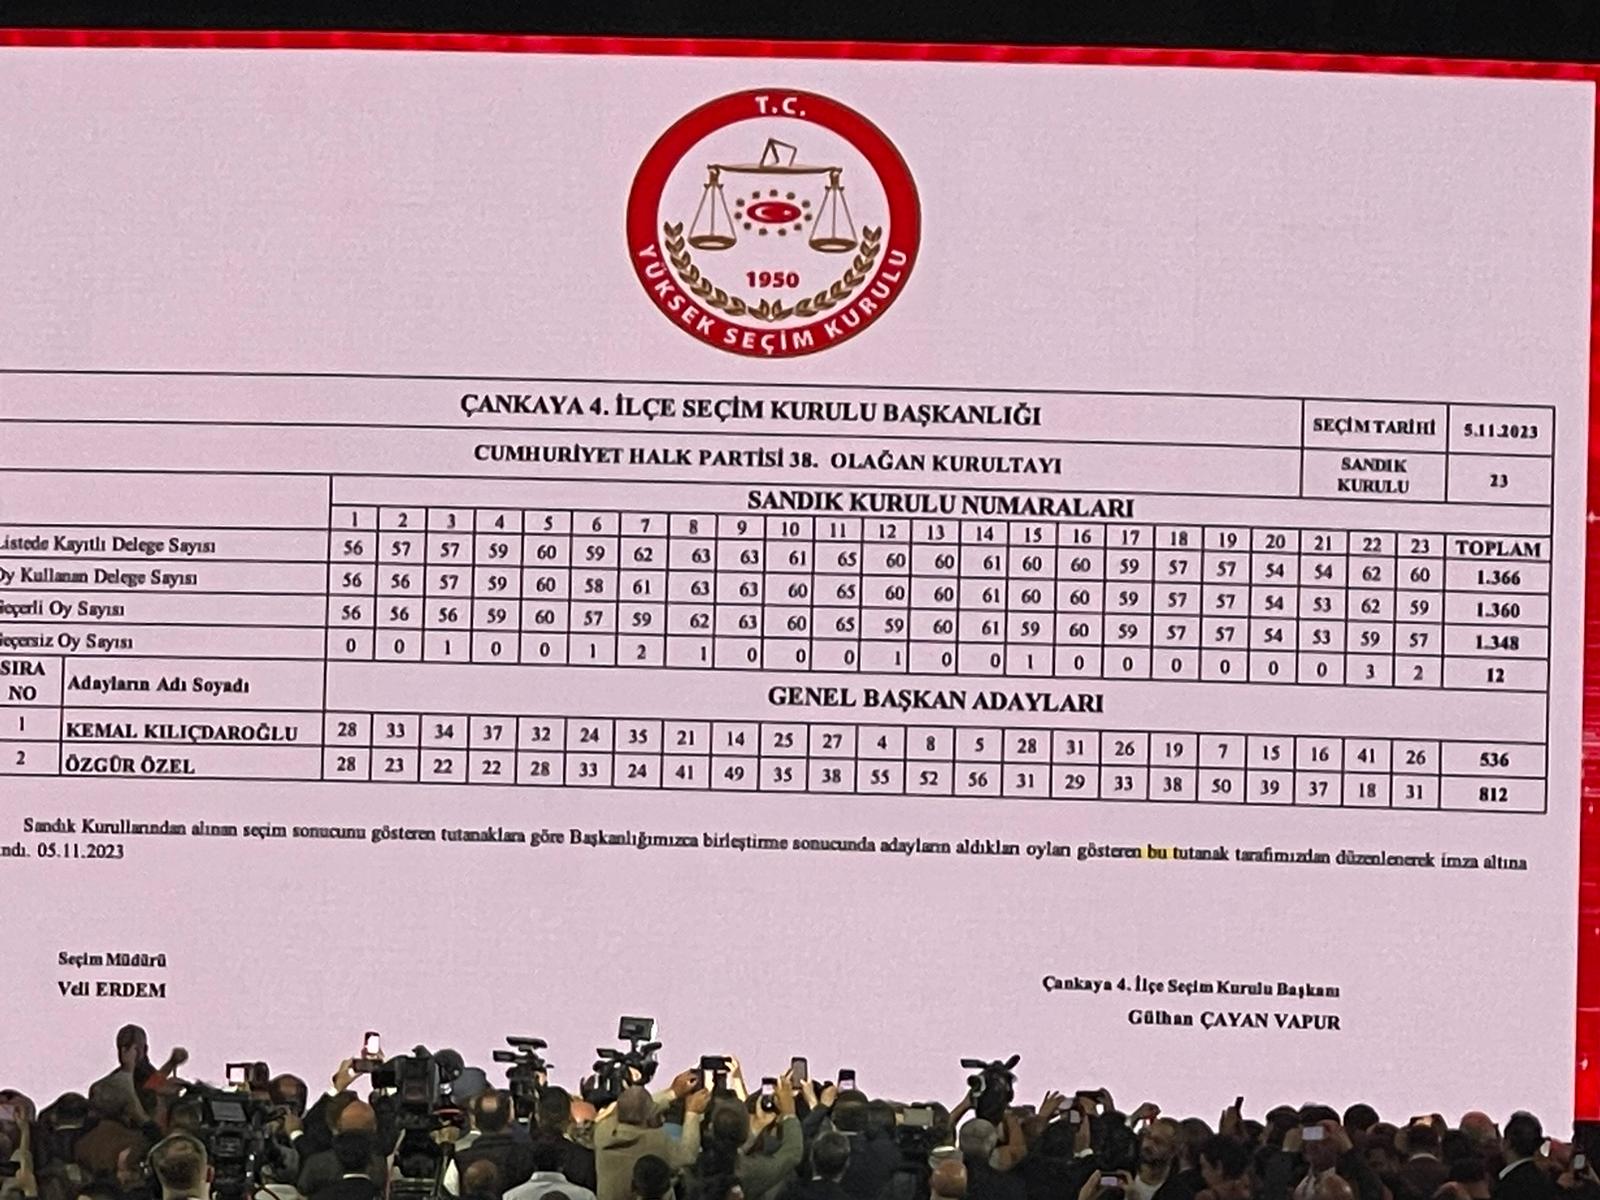 T.C.
YÜKSEK SEÇİM KURULU
1950
ÇANKAYA 4. İLÇE SEÇİM KURULU BAŞKANLIĞI SEÇİM TARİHİ 5.11.2023
CUMHURİYET HALK PARTİSİ 38. OLAĞAN KURULTAYI SANDIK KURULU 23
SANDIK KURULU NUMARALARI
1 2 3 4 5 6 7 8 9 10 11 12 13 14 15 16 17 18 19 20 21 22 23 TOPLAM
Listede Kayıtlı Delege Sayısı 56 57 57 59 60 59 62 63 63 61 65 60 60 61 60 60 59 57 57 54 54 62 60 1.366
Oy Kullanan Delege Sayısı 56 56 57 59 60 58 61 63 63 60 65 60 60 61 60 60 59 57 57 54 53 62 59 1.360
eçerli Oy Sayısı 56 56 56 59 60 57 59 62 63 60 65 59 60 61 59 60 59 57 57 54 53 59 57 1.348
eçersiz Oy Sayısı 0 0 1 0 0 1 2 1 0 0 0 1 0 0 1 0 0 0 0 0 0 3 2 12
SIRA NO Adayların Adı Soyadı GENEL BAŞKAN ADAYLARI
1 KEMAL KILIÇDAROĞLU 28 33 34 37 32 24 35 21 14 25 27 4 8 5 28 31 26 19 7 15 16 41 26 536
2 ÖZGÜR ÖZEL 28 23 22 22 28 33 24 41 49 35 38 55 52 56 31 29 33 38 50 39 37 18 31 812
Sandık Kurullarından alınan seçim sonucunu gösteren tutanaklara göre Başkanlığımızca birleştirme sonucunda adayların aldıkları oyları gösteren bu tutanak tarafımızdan düzenlenerek imza altına
ndı. 05.11.2023
Seçim Müdürü
Veli ERDEM
Çankaya 4. İlçe Seçim Kurulu Başkanı
Gülhan ÇAYAN VAPUR